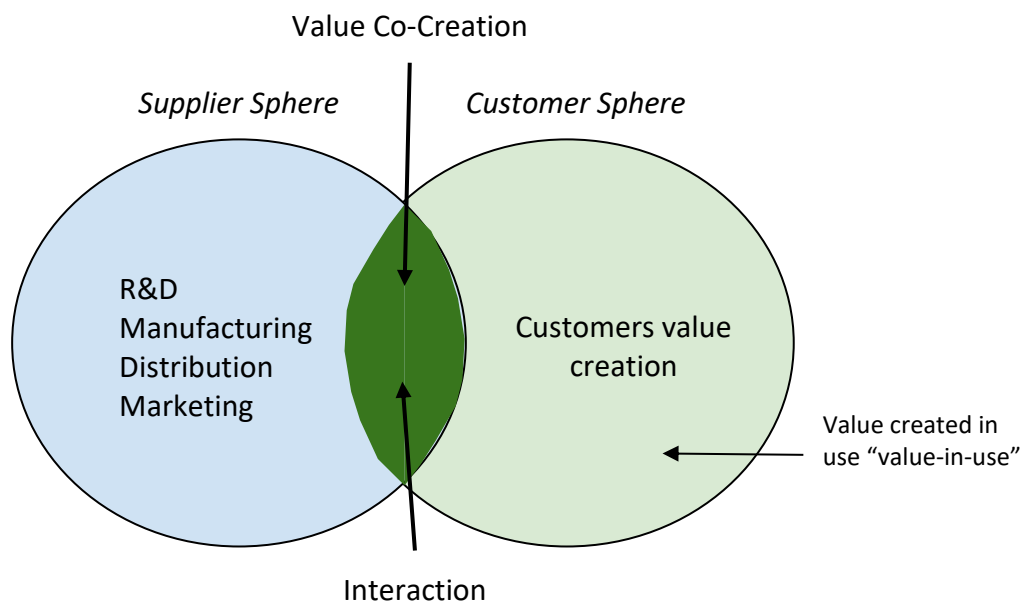 Value Co-Creation
Supplier Sphere
Customer Sphere
R&D
Manufacturing
Distribution
Marketing
Customers value
creation
Value created in
use “value-in-use”
Interaction